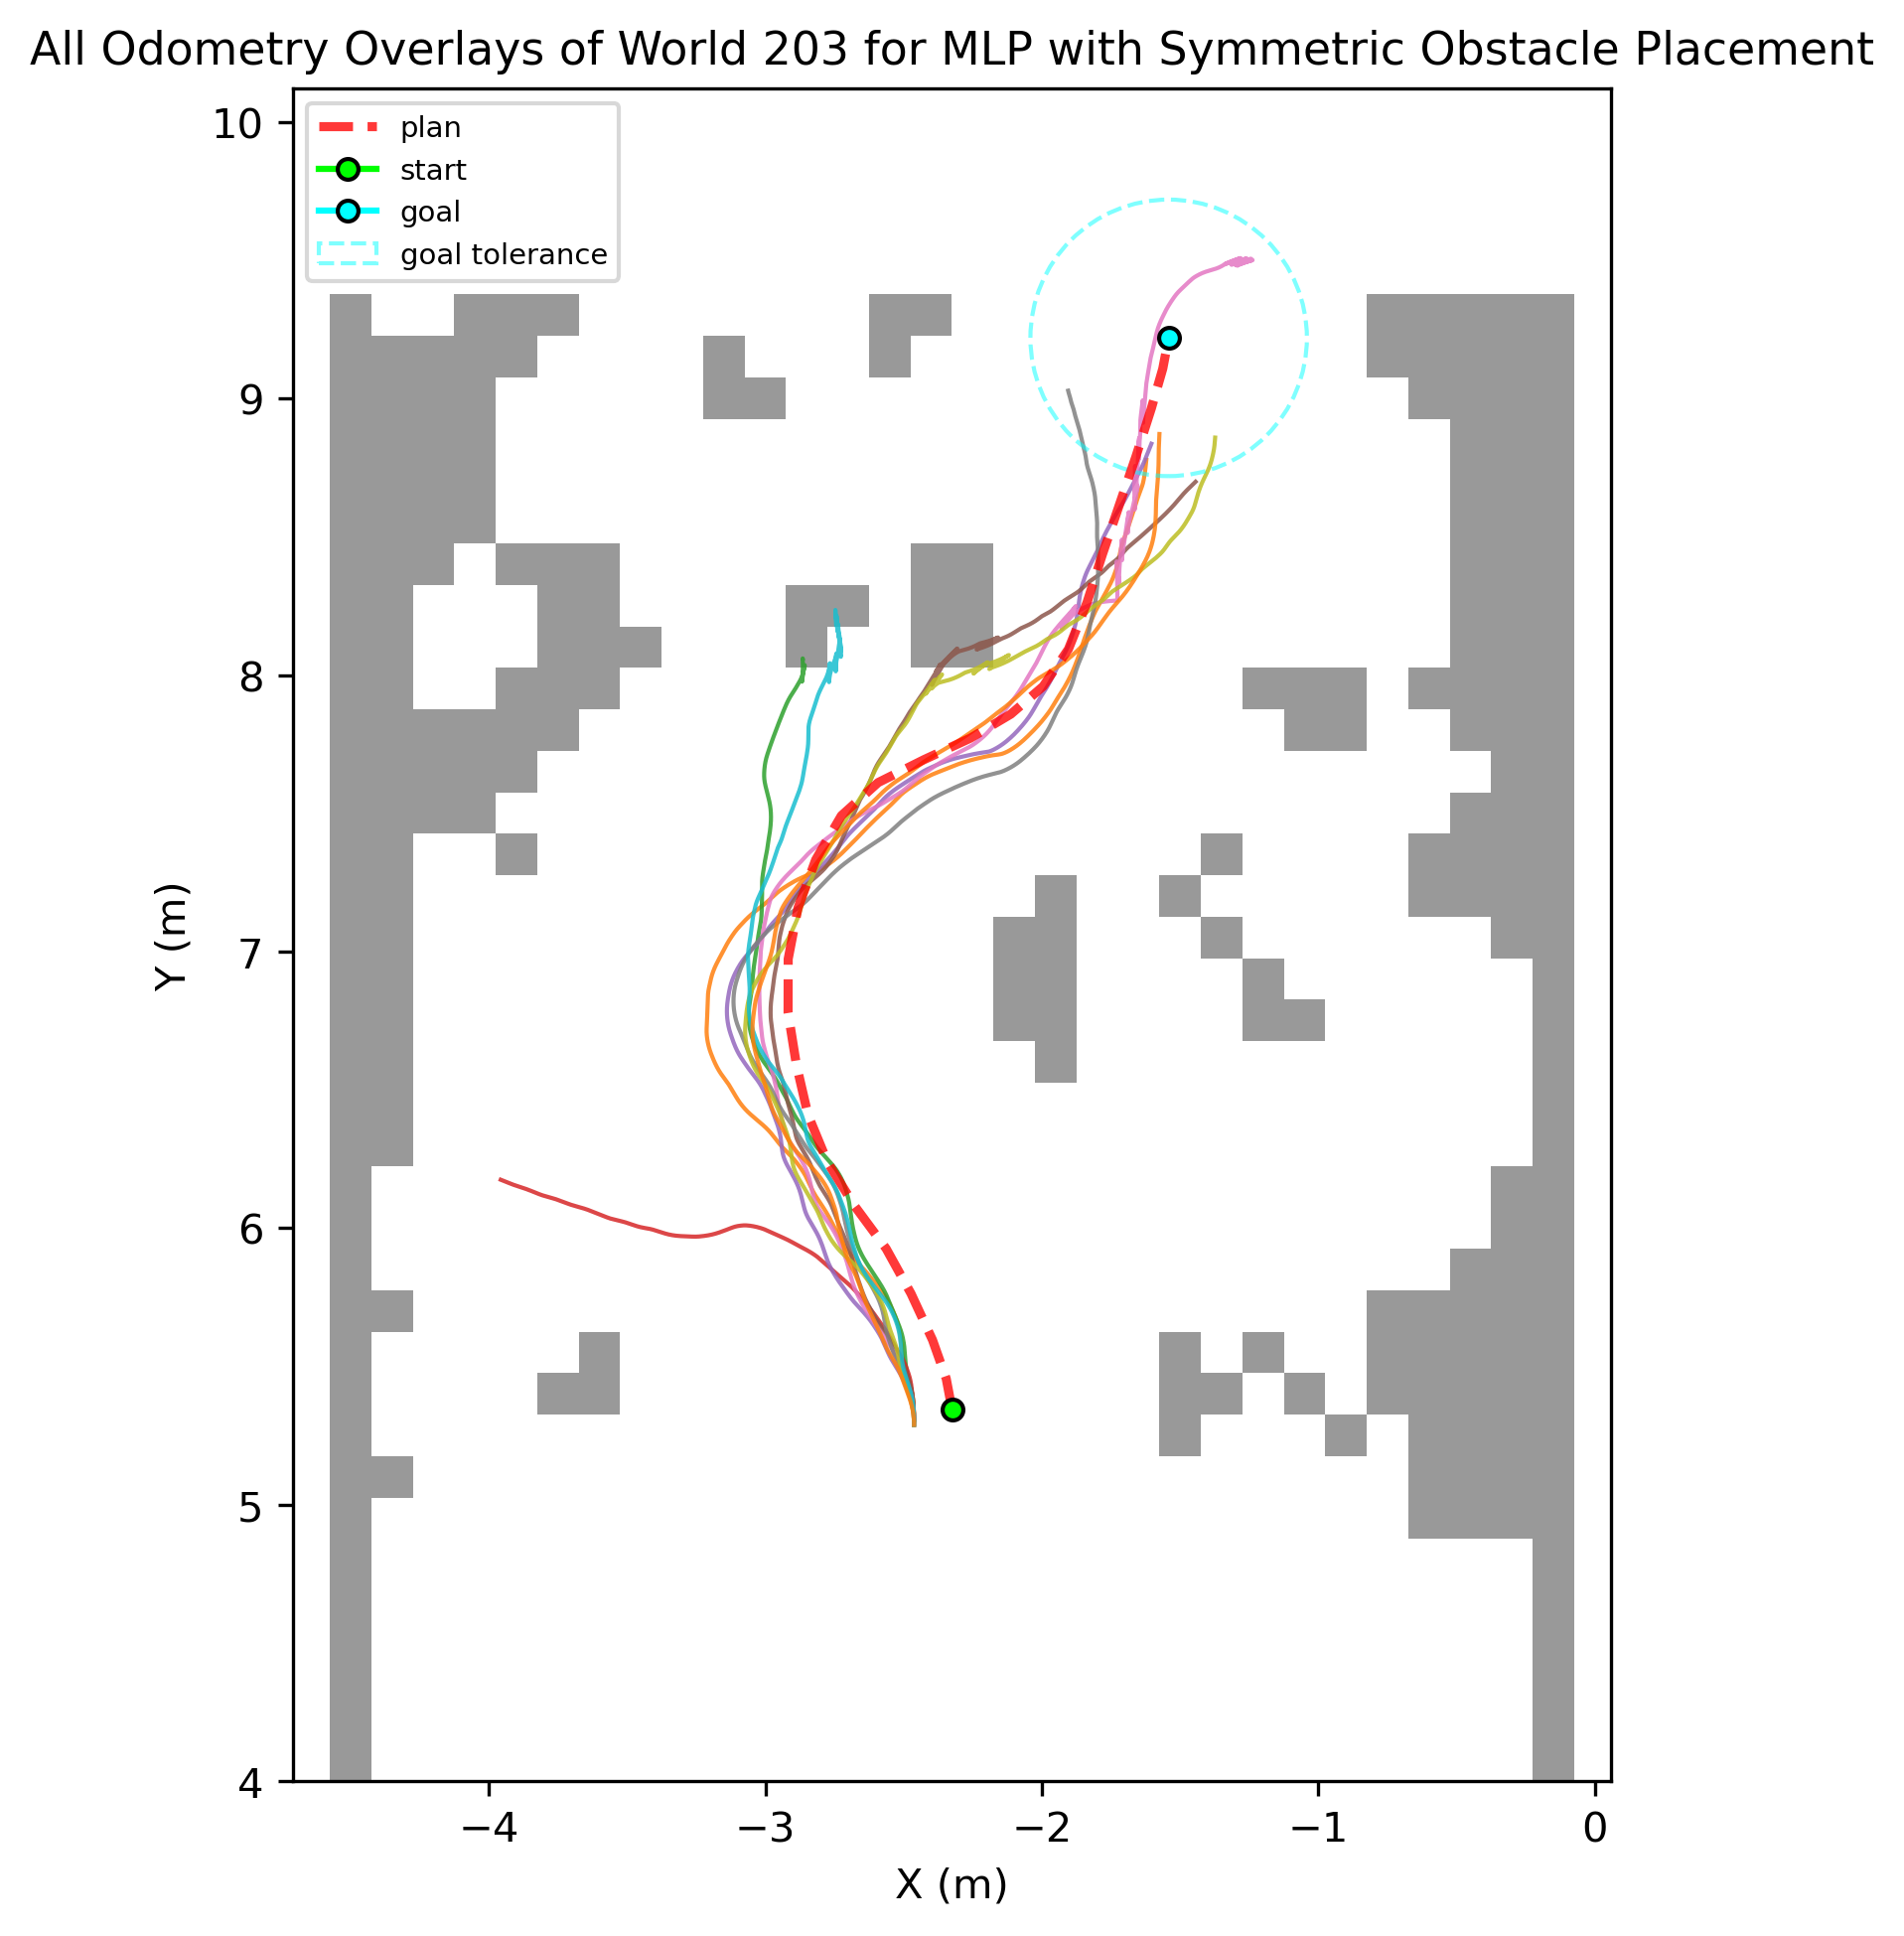 All Odometry Overlays of World 203 for MLP with Symmetric Obstacle Placement
plan
start
goal
goal tolerance
10
9
8
7
6
5
4
Y (m)
−4
−3
−2
−1
0
X (m)